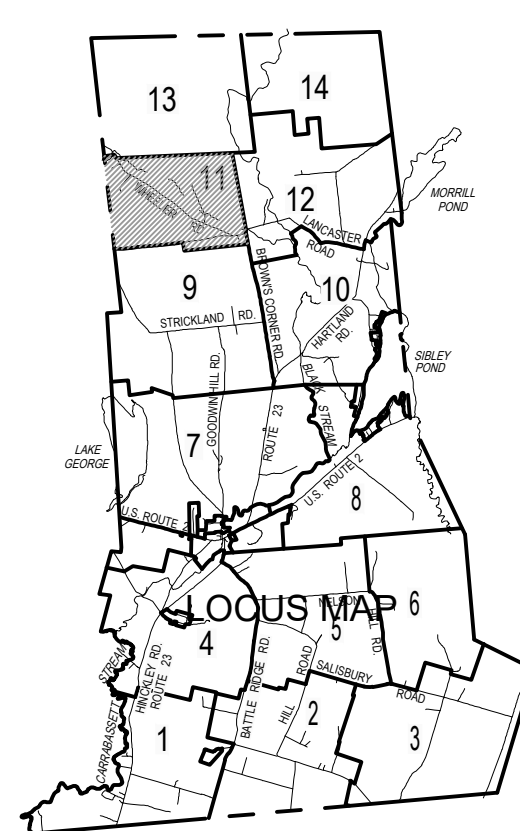 13
14
11
WHEELER RD.
12
MORRILL
POND
LANCASTER
ROAD
9
10
BROWN'S CORNER RD.
STRICKLAND RD.
HARTLAND
RD.
SIBLEY
POND
GOODWIN HILL RD.
BLACK
STREAM
ROUTE 23
7
LAKE
GEORGE
U.S. ROUTE 2
U.S. ROUTE 2
8
LOCUS MAP
NELSON
HILL RD.
6
5
4
STREAM
CARRABASSETT
HINCKLEY RD.
ROUTE 23
BATTLE RIDGE RD.
SALISBURY
ROAD
HILL
ROAD
2
1
3